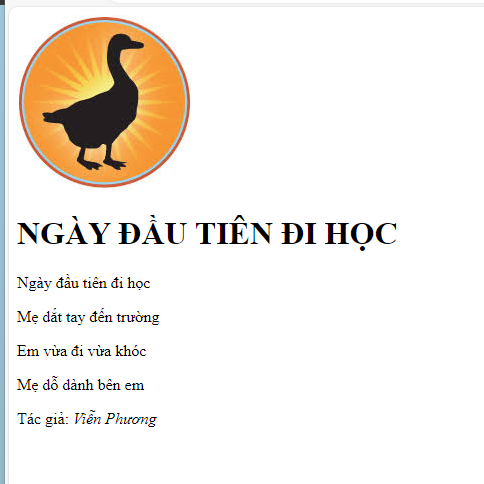 NGÀY ĐẦU TIÊN ĐI HỌC
Ngày đầu tiên đi học
Mẹ dắt tay đến trường
Em vừa đi vừa khóc
Mẹ dỗ dành bên em
Tác giả: Viễn Phương